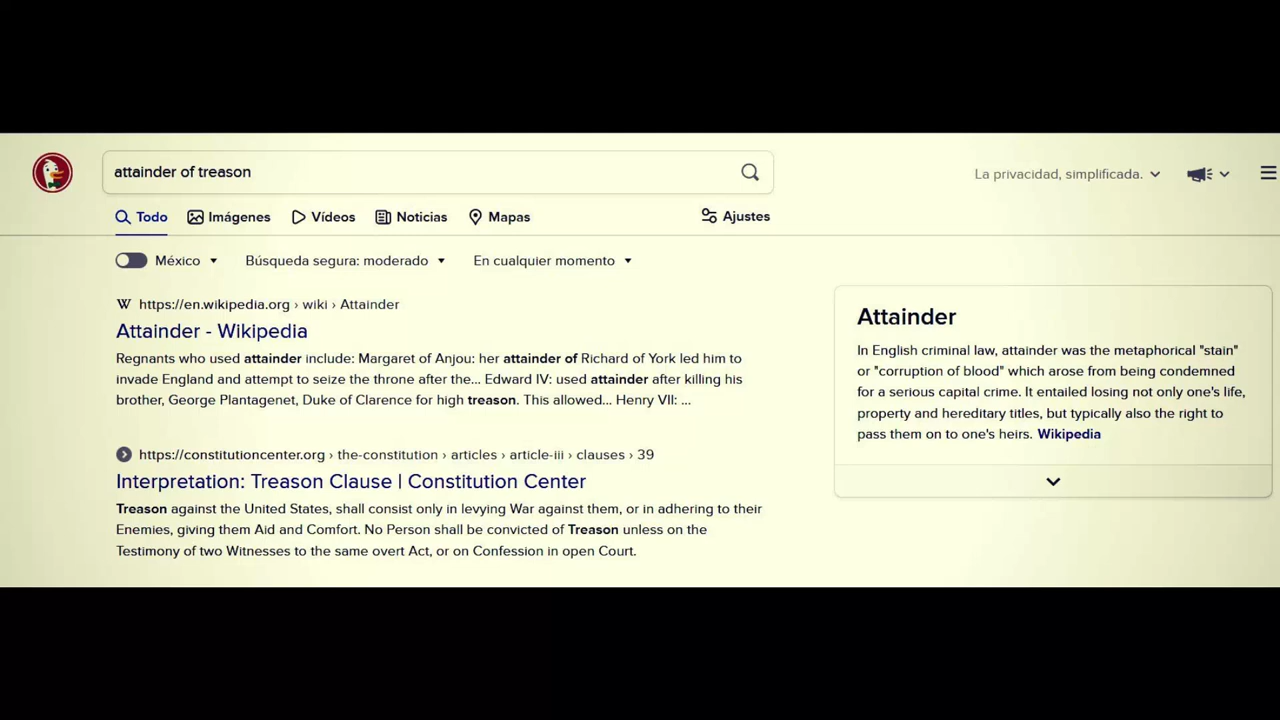 attainder of treason
La privacidad, simplificada.
Todo Imágenes Vídeos Noticias Mapas Ajustes
México Búsqueda segura: moderado En cualquier momento
W https://en.wikipedia.org › wiki › Attainder
Attainder - Wikipedia
Regnants who used attainder include: Margaret of Anjou: her attainder of Richard of York led him to
invade England and attempt to seize the throne after the... Edward IV: used attainder after killing his
brother, George Plantagenet, Duke of Clarence for high treason. This allowed... Henry VII: ...
https://constitutioncenter.org › the-constitution › articles › article-iii › clauses › 39
Interpretation: Treason Clause | Constitution Center
Treason against the United States, shall consist only in levying War against them, or in adhering to their
Enemies, giving them Aid and Comfort. No Person shall be convicted of Treason unless on the
Testimony of two Witnesses to the same overt Act, or on Confession in open Court.
Attainder
In English criminal law, attainder was the metaphorical "stain"
or "corruption of blood" which arose from being condemned
for a serious capital crime. It entailed losing not only one's life,
property and hereditary titles, but typically also the right to
pass them on to one's heirs. Wikipedia